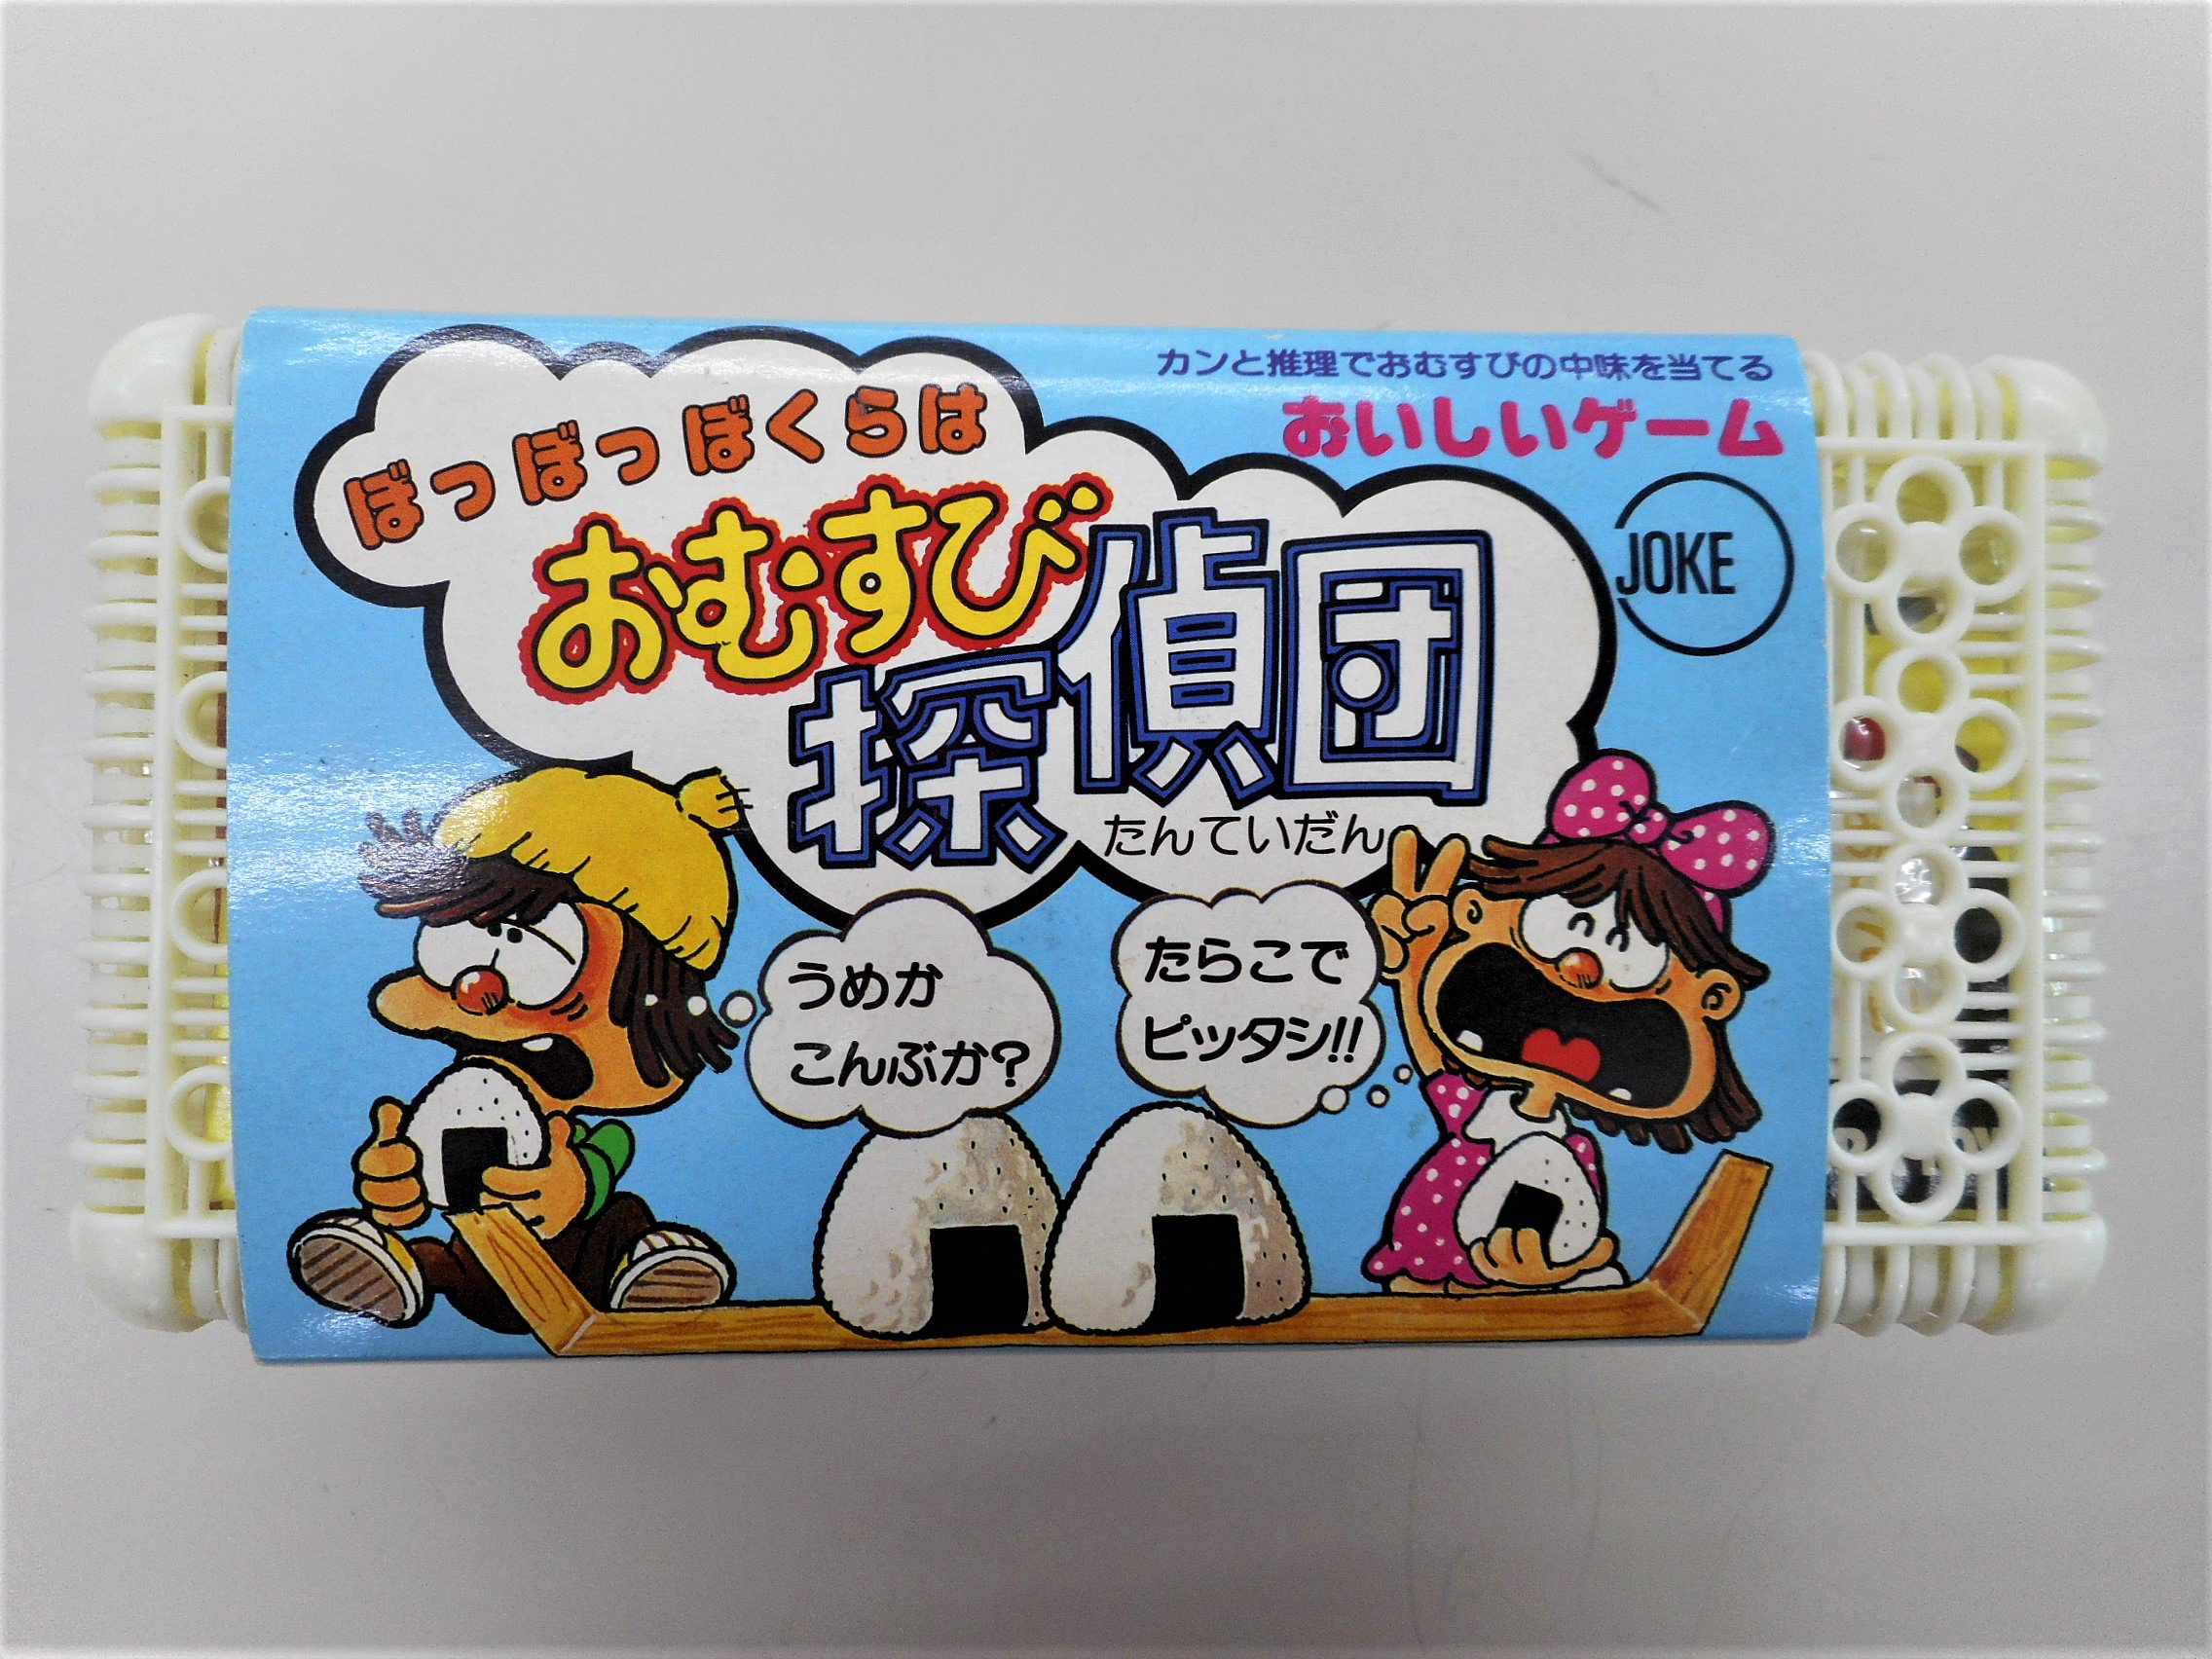 カンと推理でおむすびの中味を当てる
おいしいゲーム
ぼっぼっぼくらは
おむすび
探偵団
たんていだん
JOKE
うめか
こんぶか?
たらこで
ピッタシ!!